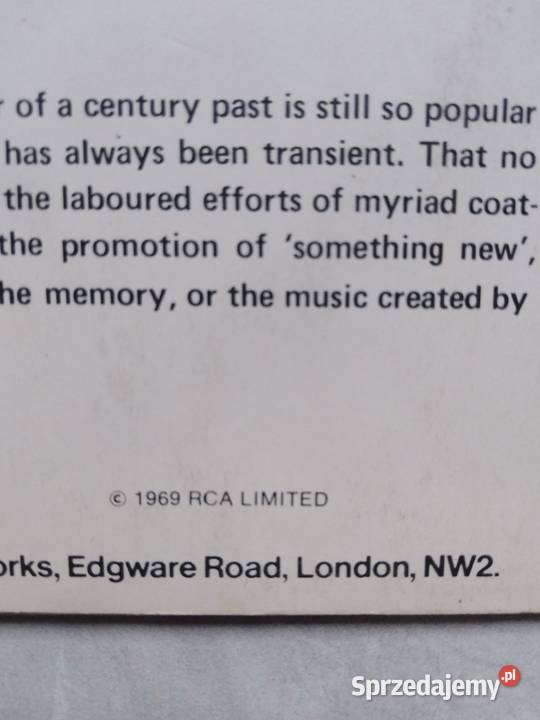 of a century past is still so popular
has always been transient. That no
the laboured efforts of myriad coat-
the promotion of 'something new',
he memory, or the music created by
© 1969 RCA LIMITED
orks, Edgware Road, London, NW2.
Sprzedajemy.pl